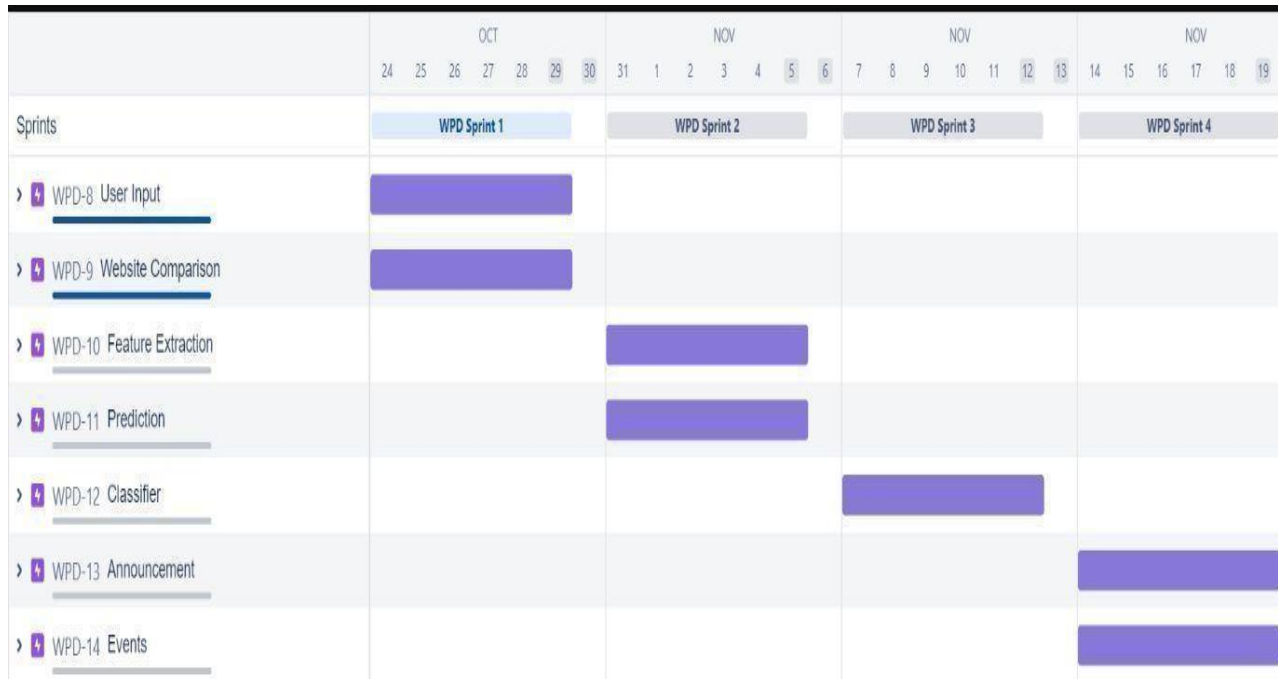 OCT NOV NOV NOV
24 25 26 27 28 29 30 31 1 2 3 4 5 6 7 8 9 10 11 12 13 14 15 16 17 18 19
Sprints WPD Sprint 1 WPD Sprint 2 WPD Sprint 3 WPD Sprint 4
WPD-8 User Input
WPD-9 Website Comparison
WPD-10 Feature Extraction
WPD-11 Prediction
WPD-12 Classifier
WPD-13 Announcement
WPD-14 Events